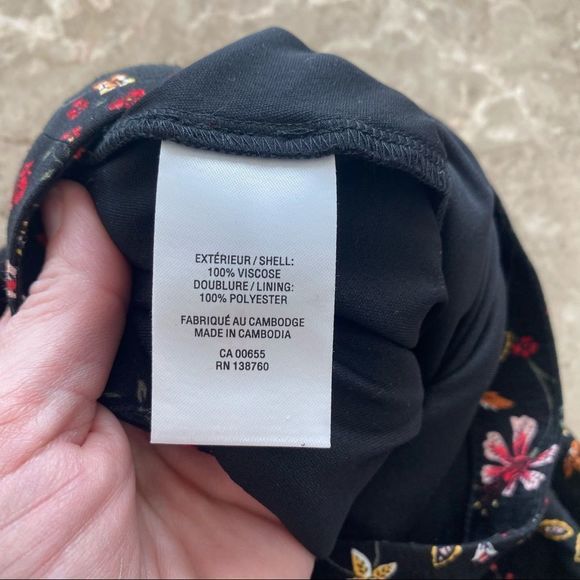 EXTÉRIEUR / SHELL:
100% VISCOSE
DOUBLURE / LINING:
100% POLYESTER
FABRIQUÉ AU CAMBODGE
MADE IN CAMBODIA
CA 00655
RN 138760